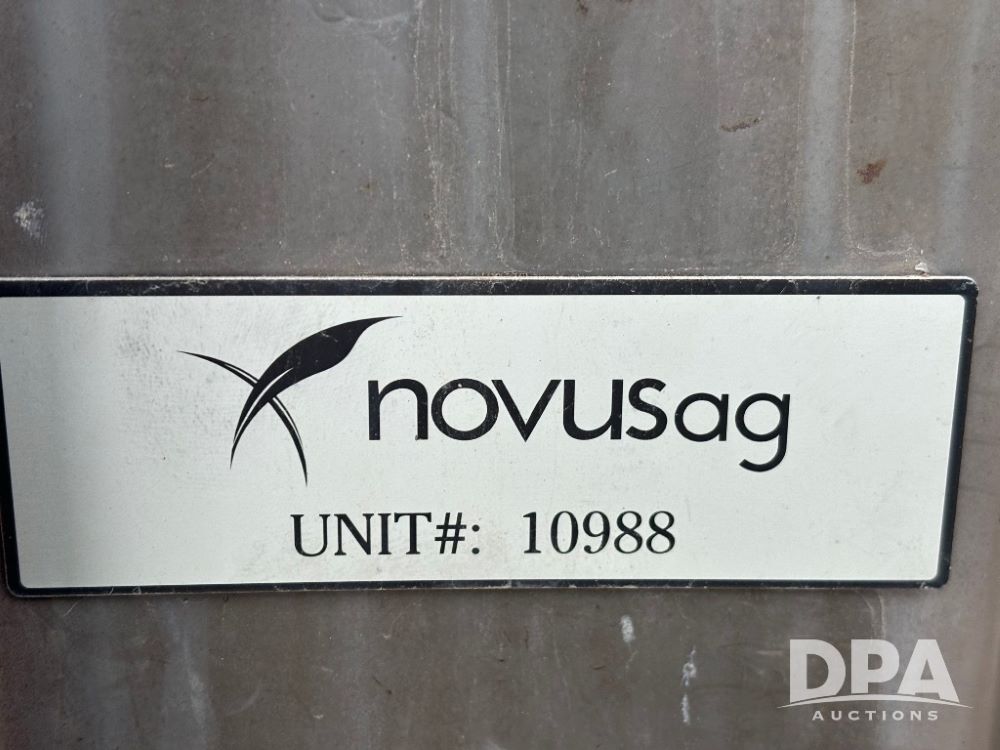 novusag
UNIT#: 10988
DPA
AUCTIONS